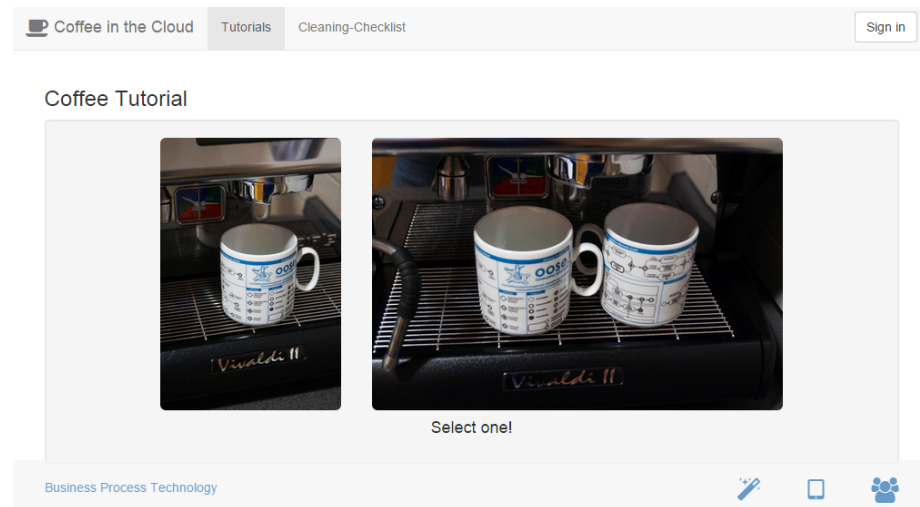 Coffee in the Cloud
Tutorials
Cleaning-Checklist
Sign in
Coffee Tutorial
oose
Vivaldi II
oose
Vivaldi II
Select one!
Business Process Technology